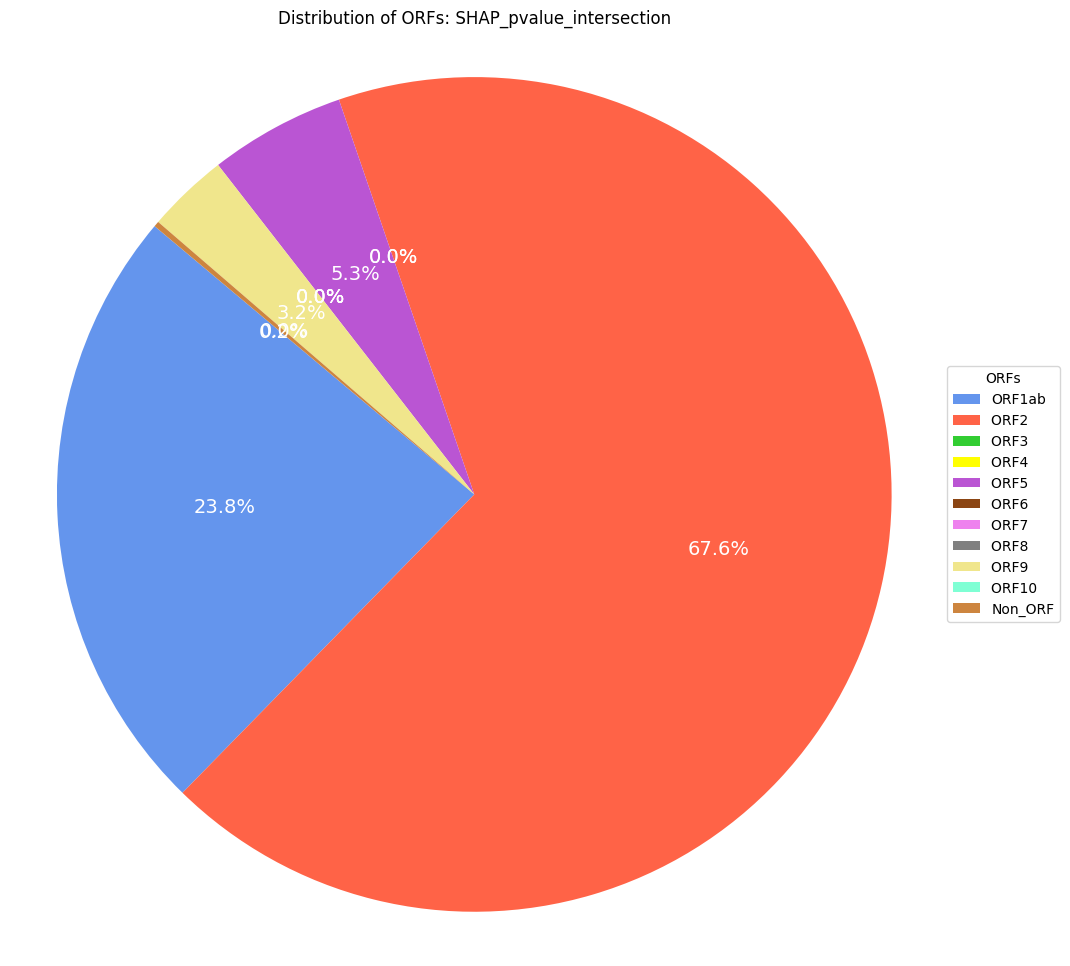 Distribution of ORFs: SHAP_pvalue_intersection
0.0%
5.3%
0.0%
3.2%
23.8%
67.6%
ORFs
ORF1ab
ORF2
ORF3
ORF4
ORF5
ORF6
ORF7
ORF8
ORF9
ORF10
Non_ORF